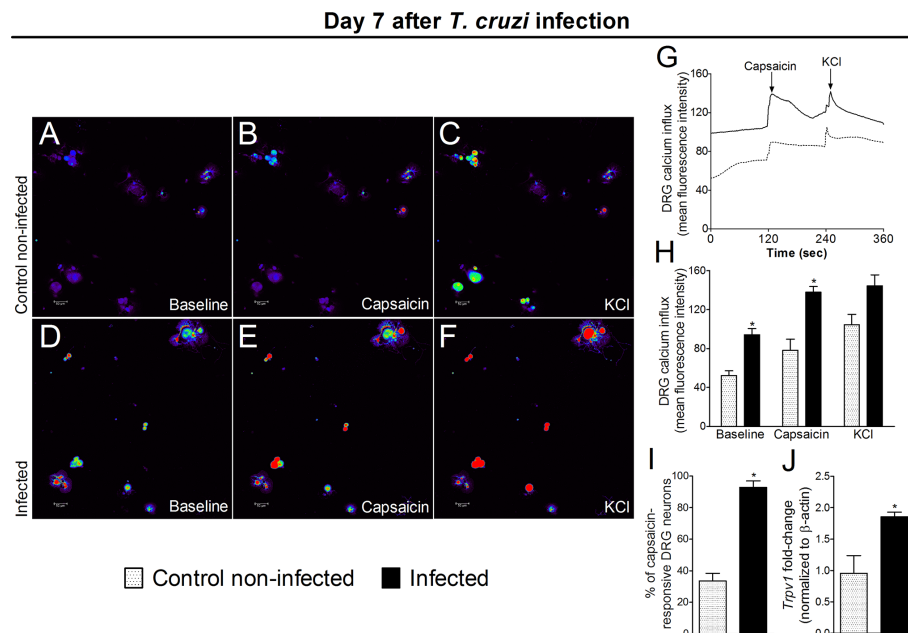 Day 7 after T. cruzi infection
A
B
C
Control non-infected
Baseline
Capsaicin
KCl
D
E
F
Infected
Baseline
Capsaicin
KCl
Control non-infected
Infected
G
Capsaicin
KCl
DRG calcium influx
(mean fluorescence intensity)
160
120
80
40
0
0
120
240
360
Time (sec)
H
DRG calcium influx
(mean fluorescence intensity)
160
120
80
40
0
*
*
Baseline
Capsaicin
KCl
I
% of capsaicin-
responsive DRG neurons
100
80
60
40
20
0
*
J
Trpv1 fold-change
(normalized to β-actin)
2.5
2.0
1.5
1.0
0.5
0.0
*